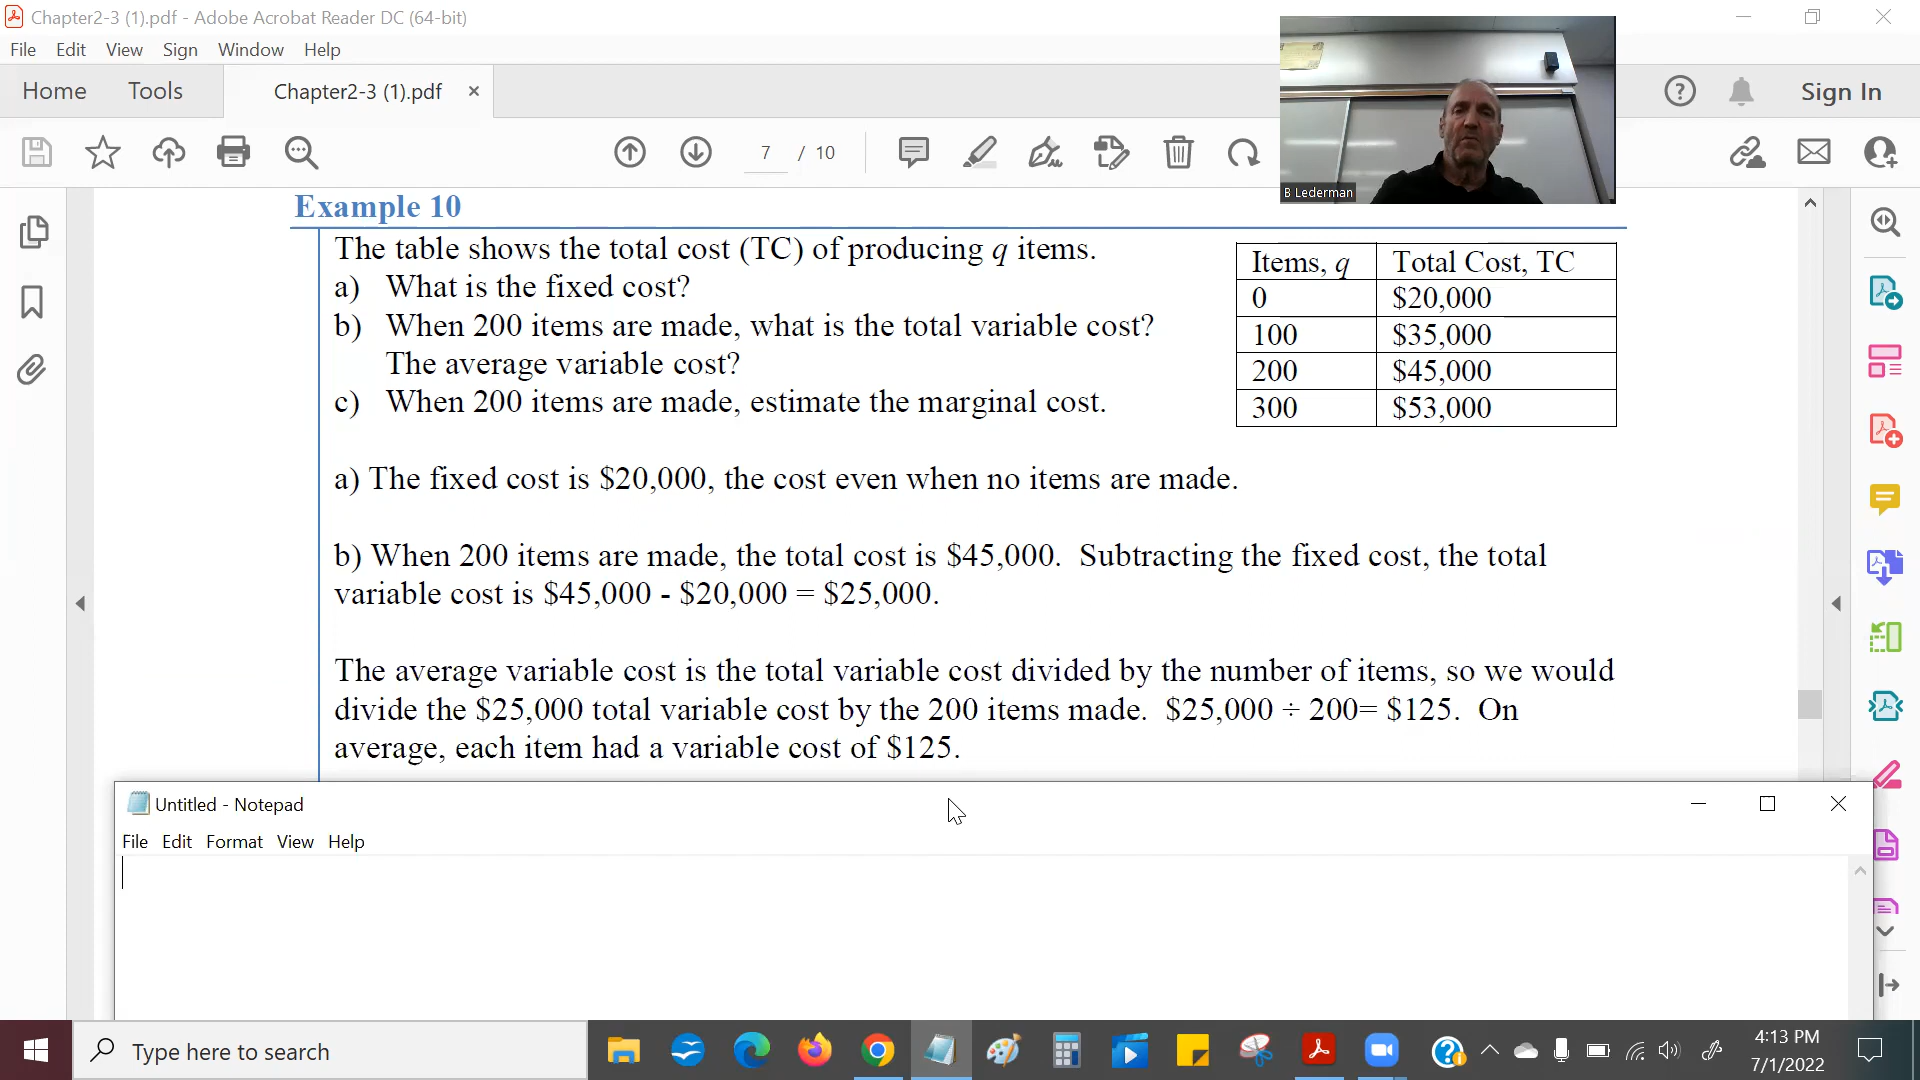 Chapter2-3 (1).pdf - Adobe Acrobat Reader DC (64-bit)
File Edit View Sign Window Help
Home Tools Chapter2-3 (1).pdf × Sign In
7 / 10
B Lederman
Example 10
The table shows the total cost (TC) of producing q items.
a) What is the fixed cost?
b) When 200 items are made, what is the total variable cost?
The average variable cost?
c) When 200 items are made, estimate the marginal cost.
Items, q Total Cost, TC
0 $20,000
100 $35,000
200 $45,000
300 $53,000
a) The fixed cost is $20,000, the cost even when no items are made.
b) When 200 items are made, the total cost is $45,000. Subtracting the fixed cost, the total
variable cost is $45,000 - $20,000 = $25,000.
The average variable cost is the total variable cost divided by the number of items, so we would
divide the $25,000 total variable cost by the 200 items made. $25,000 ÷ 200= $125. On
average, each item had a variable cost of $125.
Untitled - Notepad
File Edit Format View Help
Type here to search
4:13 PM
7/1/2022